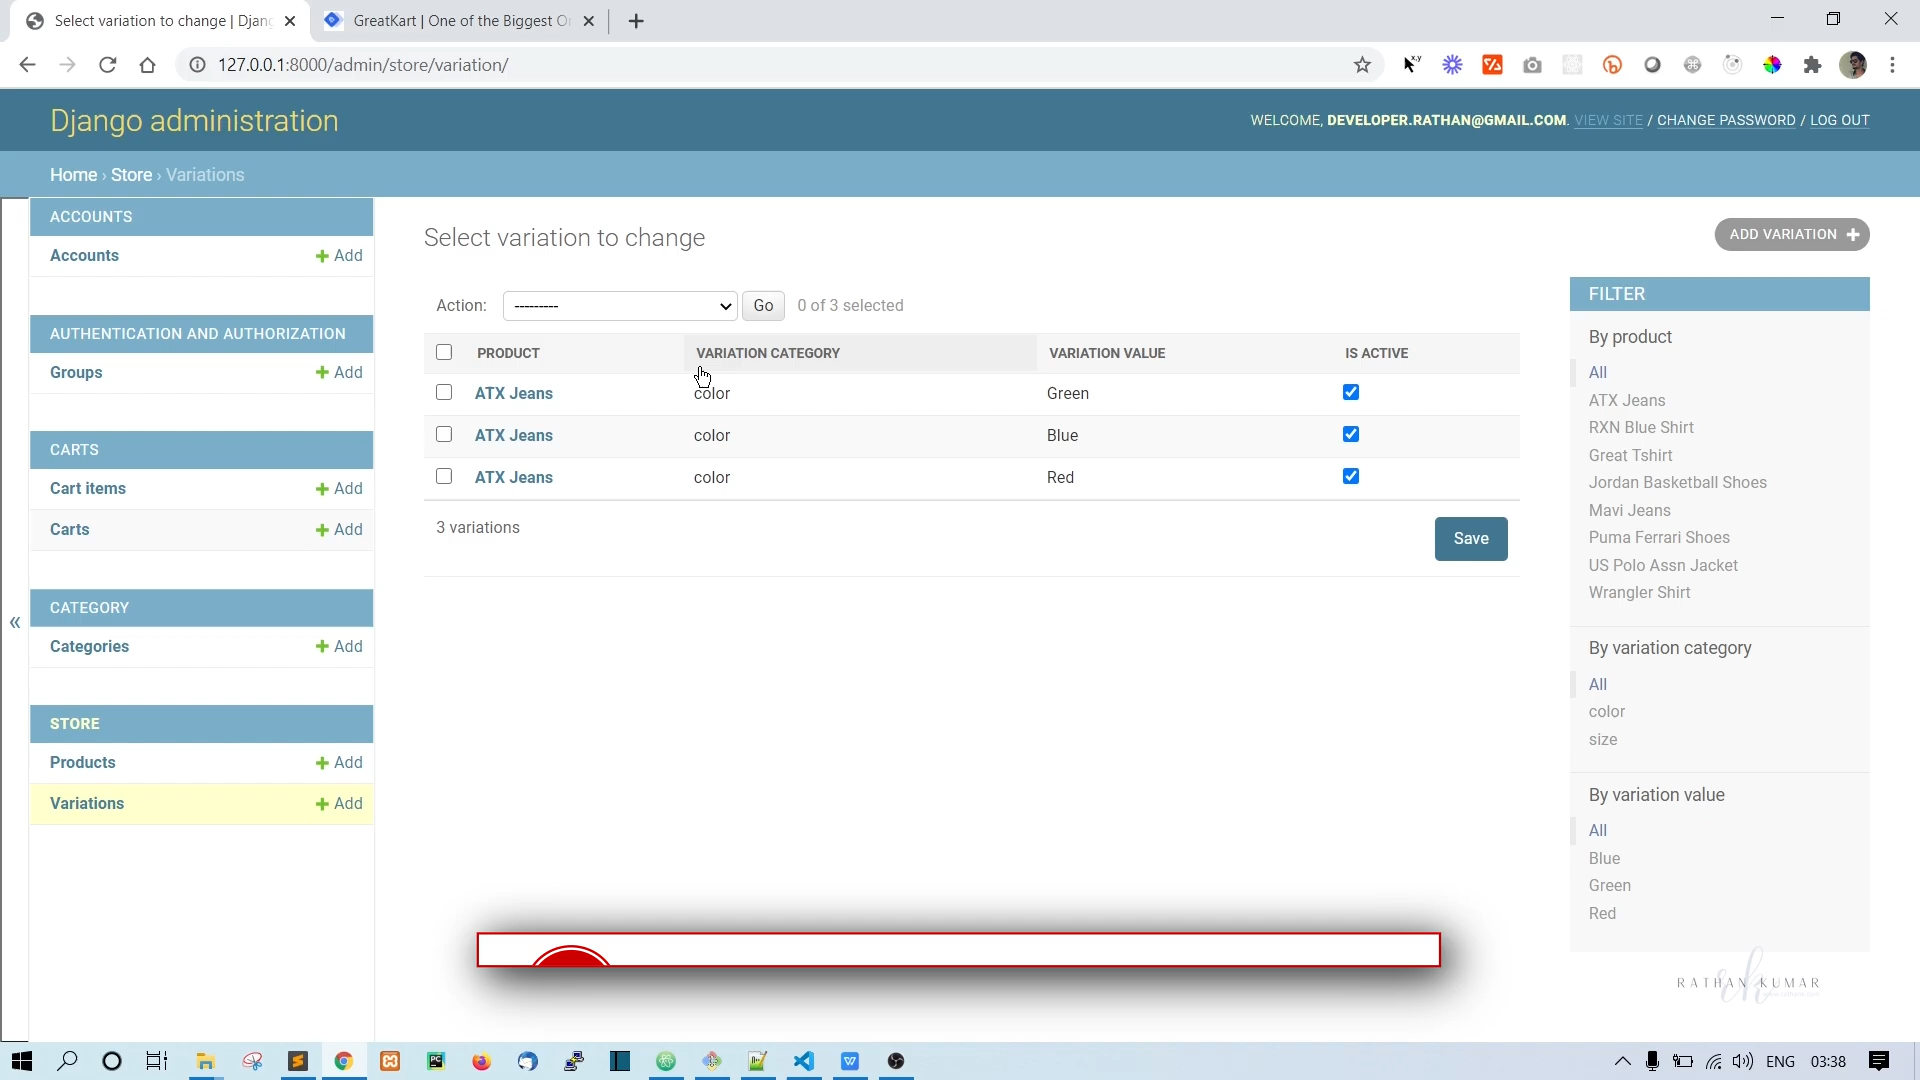 Select variation to change | Djang
GreatKart | One of the Biggest On
127.0.0.1:8000/admin/store/variation/
Django administration
WELCOME, DEVELOPER.RATHAN@GMAIL.COM. VIEW SITE / CHANGE PASSWORD / LOG OUT
Home › Store › Variations
ACCOUNTS
Accounts
Add
AUTHENTICATION AND AUTHORIZATION
Groups
Add
CARTS
Cart items
Add
Carts
Add
CATEGORY
Categories
Add
STORE
Products
Add
Variations
Add
«
Select variation to change
ADD VARIATION
Action:
---------
Go
0 of 3 selected
PRODUCT VARIATION CATEGORY VARIATION VALUE IS ACTIVE
ATX Jeans color Green
ATX Jeans color Blue
ATX Jeans color Red
3 variations
Save
FILTER
By product
All
ATX Jeans
RXN Blue Shirt
Great Tshirt
Jordan Basketball Shoes
Mavi Jeans
Puma Ferrari Shoes
US Polo Assn Jacket
Wrangler Shirt
By variation category
All
color
size
By variation value
All
Blue
Green
Red
RATHAN KUMAR
ENG
03:38